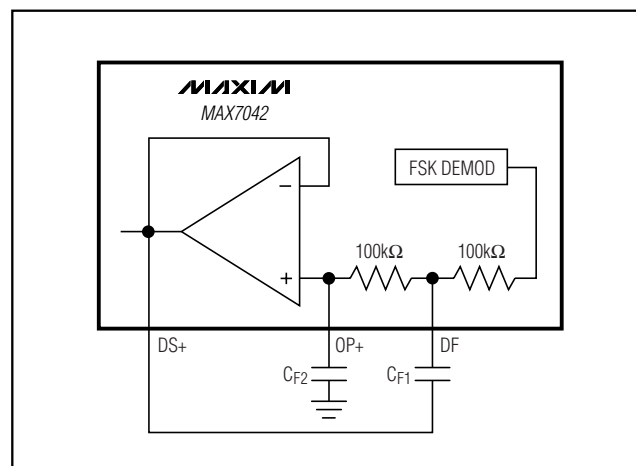 MAXIM
MAX7042
FSK DEMOD
−
+
100kΩ
100kΩ
DS+
OP+
DF
CF2
CF1